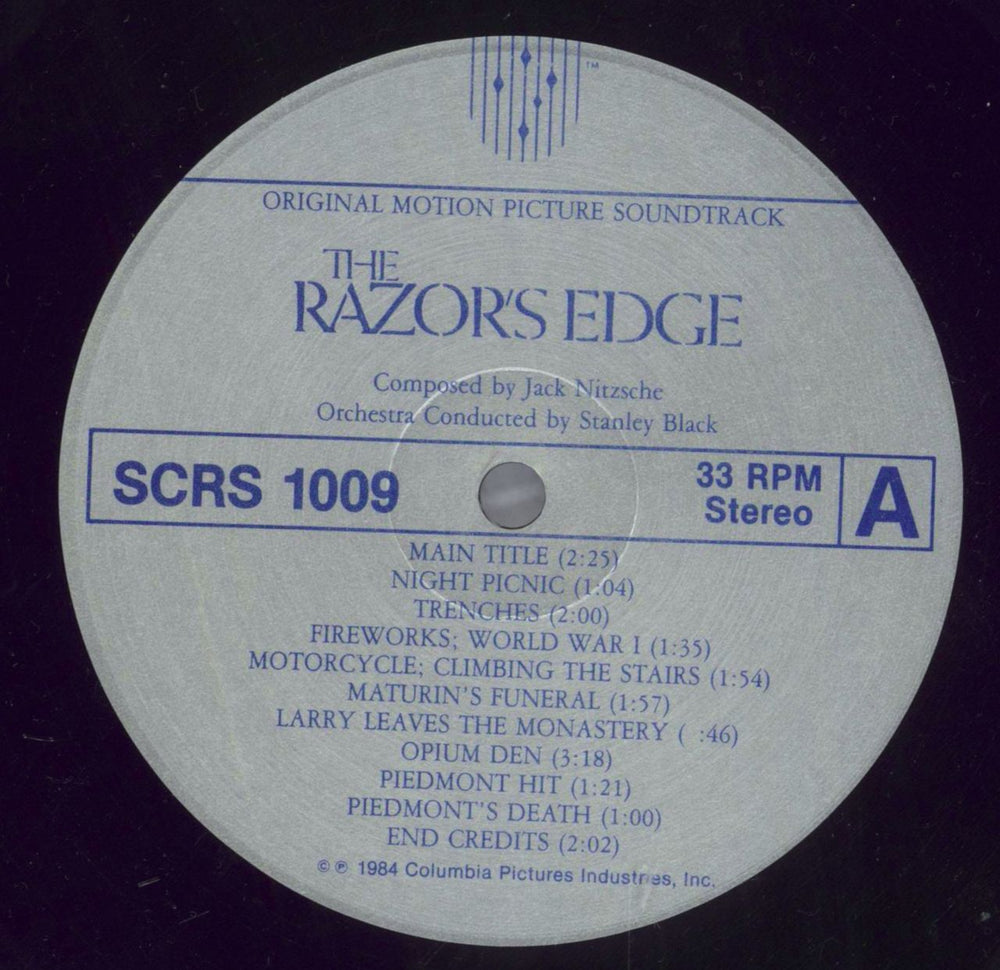 TM
ORIGINAL MOTION PICTURE SOUNDTRACK
THE
RAZOR'S EDGE
Composed by Jack Nitzsche
Orchestra Conducted by Stanley Black
SCRS 1009
33 RPM
Stereo
A
MAIN TITLE (2:25)
NIGHT PICNIC (1:04)
TRENCHES (2:00)
FIREWORKS; WORLD WAR I (1:35)
MOTORCYCLE; CLIMBING THE STAIRS (1:54)
MATURIN'S FUNERAL (1:57)
LARRY LEAVES THE MONASTERY ( :46)
OPIUM DEN (3:18)
PIEDMONT HIT (1:21)
PIEDMONT'S DEATH (1:00)
END CREDITS (2:02)
© ℗ 1984 Columbia Pictures Industries, Inc.